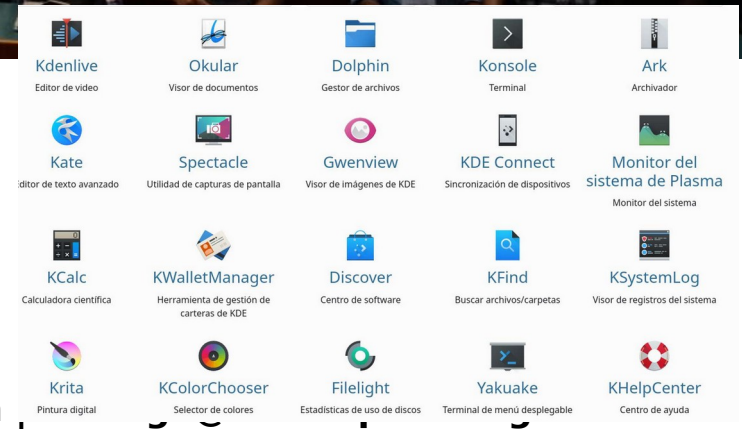 Kdenlive Okular Dolphin Konsole Ark
Editor de video Visor de documentos Gestor de archivos Terminal Archivador
Kate Spectacle Gwenview KDE Connect Monitor del
sistema de Plasma
Editor de texto avanzado Utilidad de capturas de pantalla Visor de imágenes de KDE Sincronización de dispositivos Monitor del sistema
KCalc KWalletManager Discover KFind KSystemLog
Calculadora científica Herramienta de gestión de Centro de software Buscar archivos/carpetas Visor de registros del sistema
carteras de KDE
Krita KColorChooser Filelight Yakuake KHelpCenter
Pintura digital Selector de colores Estadísticas de uso de discos Terminal de menú desplegable Centro de ayuda